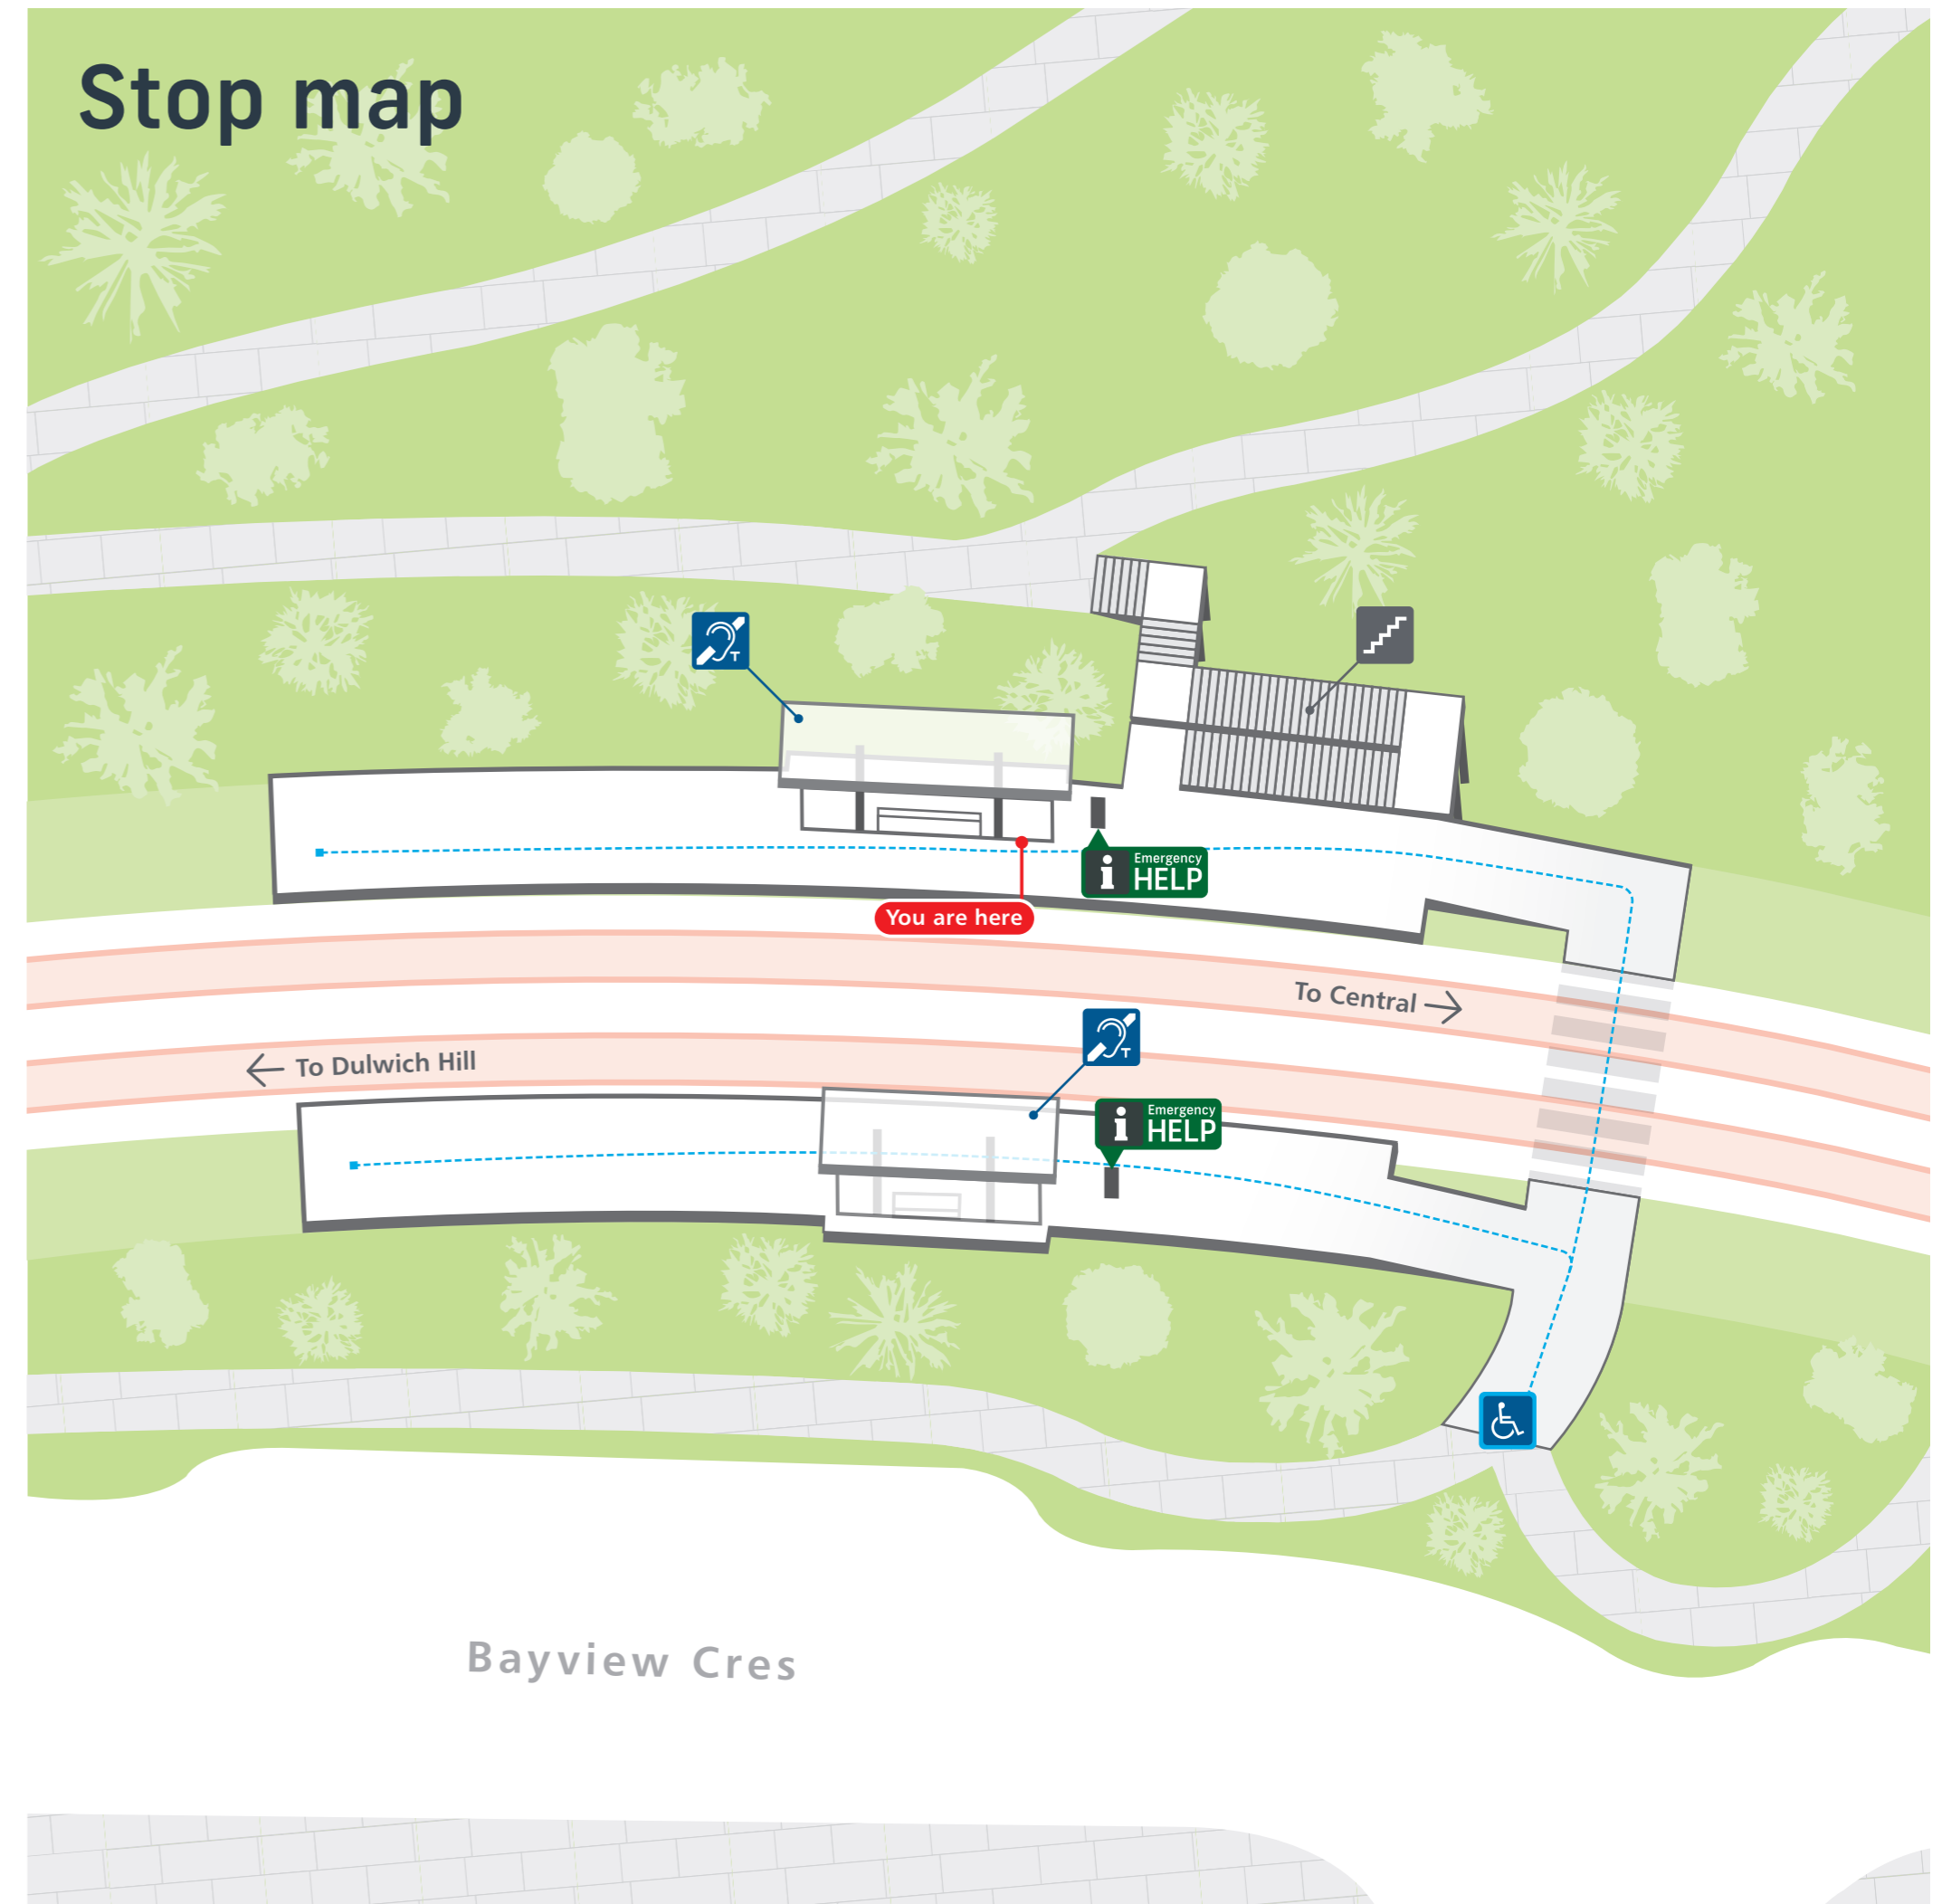 Stop map
T
i Emergency
HELP
You are here
To Central
T
To Dulwich Hill
i Emergency
HELP
Bayview Cres